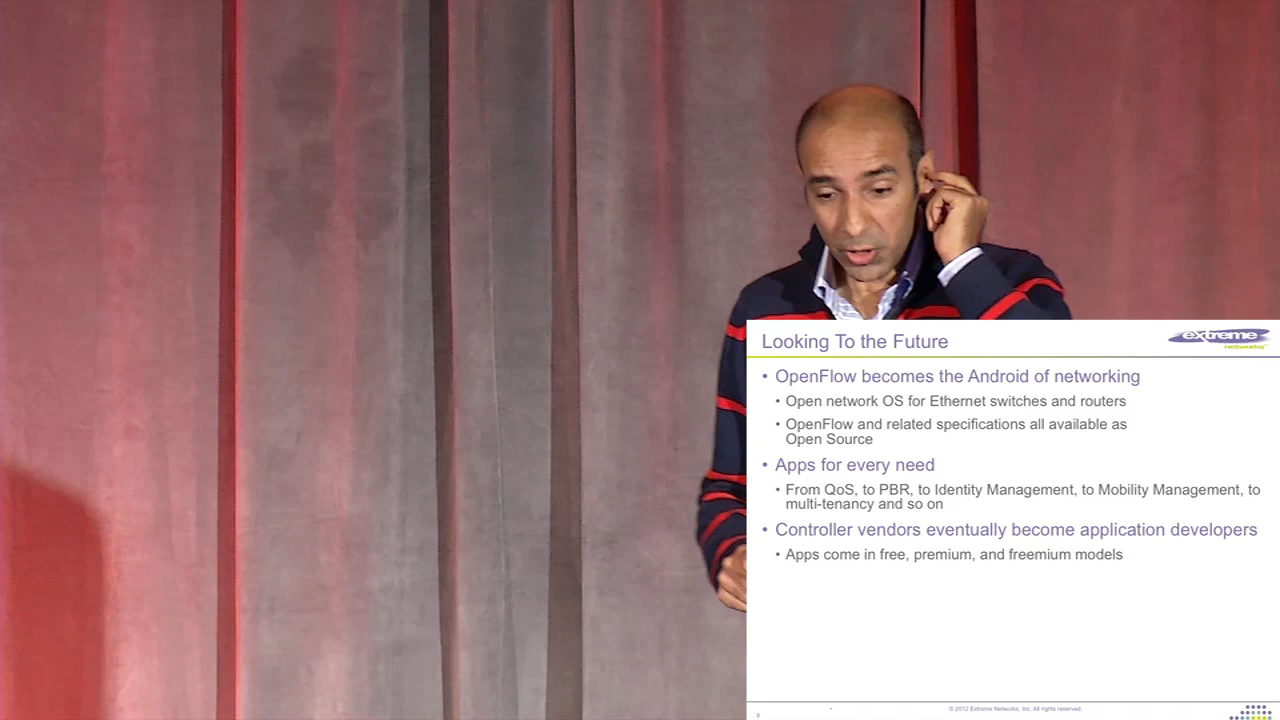 Looking To the Future
extreme
networks™
• OpenFlow becomes the Android of networking
• Open network OS for Ethernet switches and routers
• OpenFlow and related specifications all available as
Open Source
• Apps for every need
• From QoS, to PBR, to Identity Management, to Mobility Management, to
multi-tenancy and so on
• Controller vendors eventually become application developers
• Apps come in free, premium, and freemium models
9
© 2012 Extreme Networks, Inc. All rights reserved.